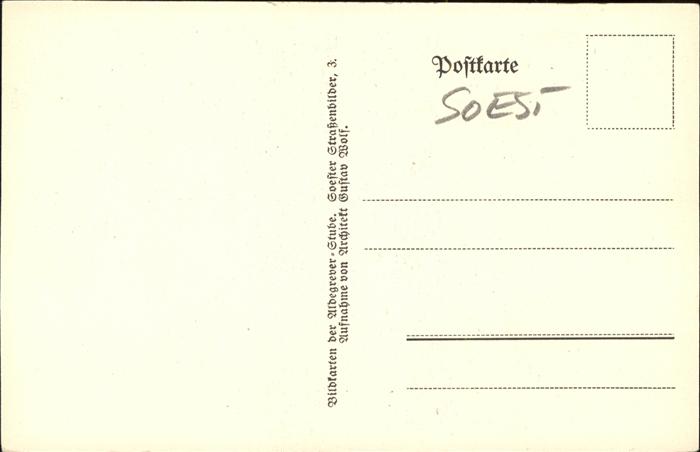 Postkarte
SOEST
Bildkarten der Aldegrever-Stube. Soester Straßenbilder, 3.
Aufnahme von Architekt Gustav Wolf.